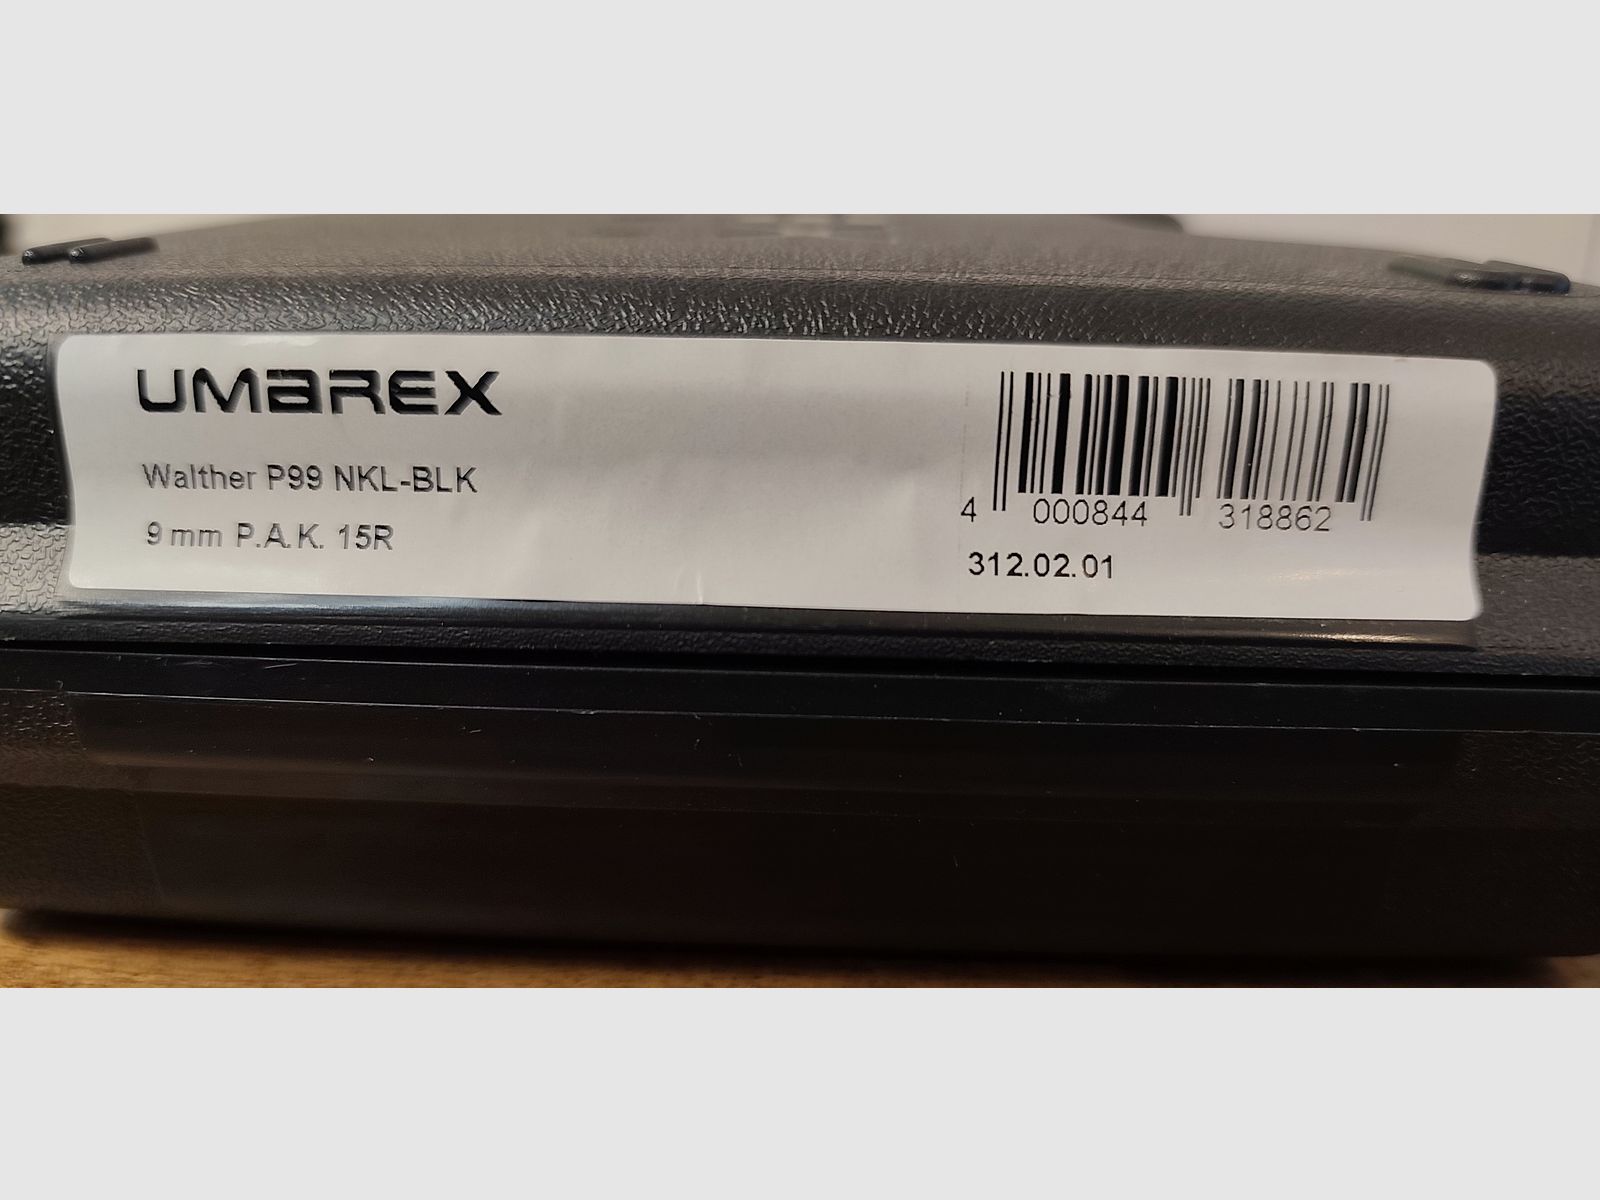 UMAREX
Walther P99 NKL-BLK
9 mm P.A.K. 15R
4 000844 318862
312.02.01